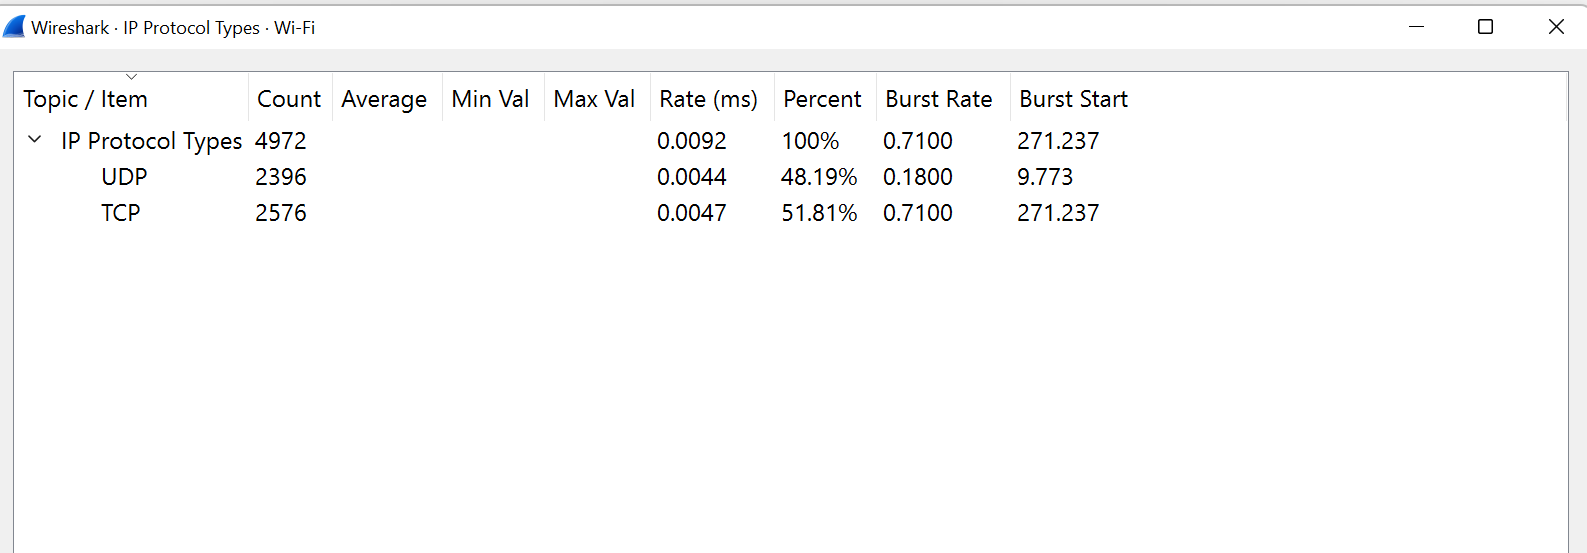 Wireshark · IP Protocol Types · Wi-Fi
Topic / Item Count Average Min Val Max Val Rate (ms) Percent Burst Rate Burst Start
IP Protocol Types 4972 0.0092 100% 0.7100 271.237
UDP 2396 0.0044 48.19% 0.1800 9.773
TCP 2576 0.0047 51.81% 0.7100 271.237